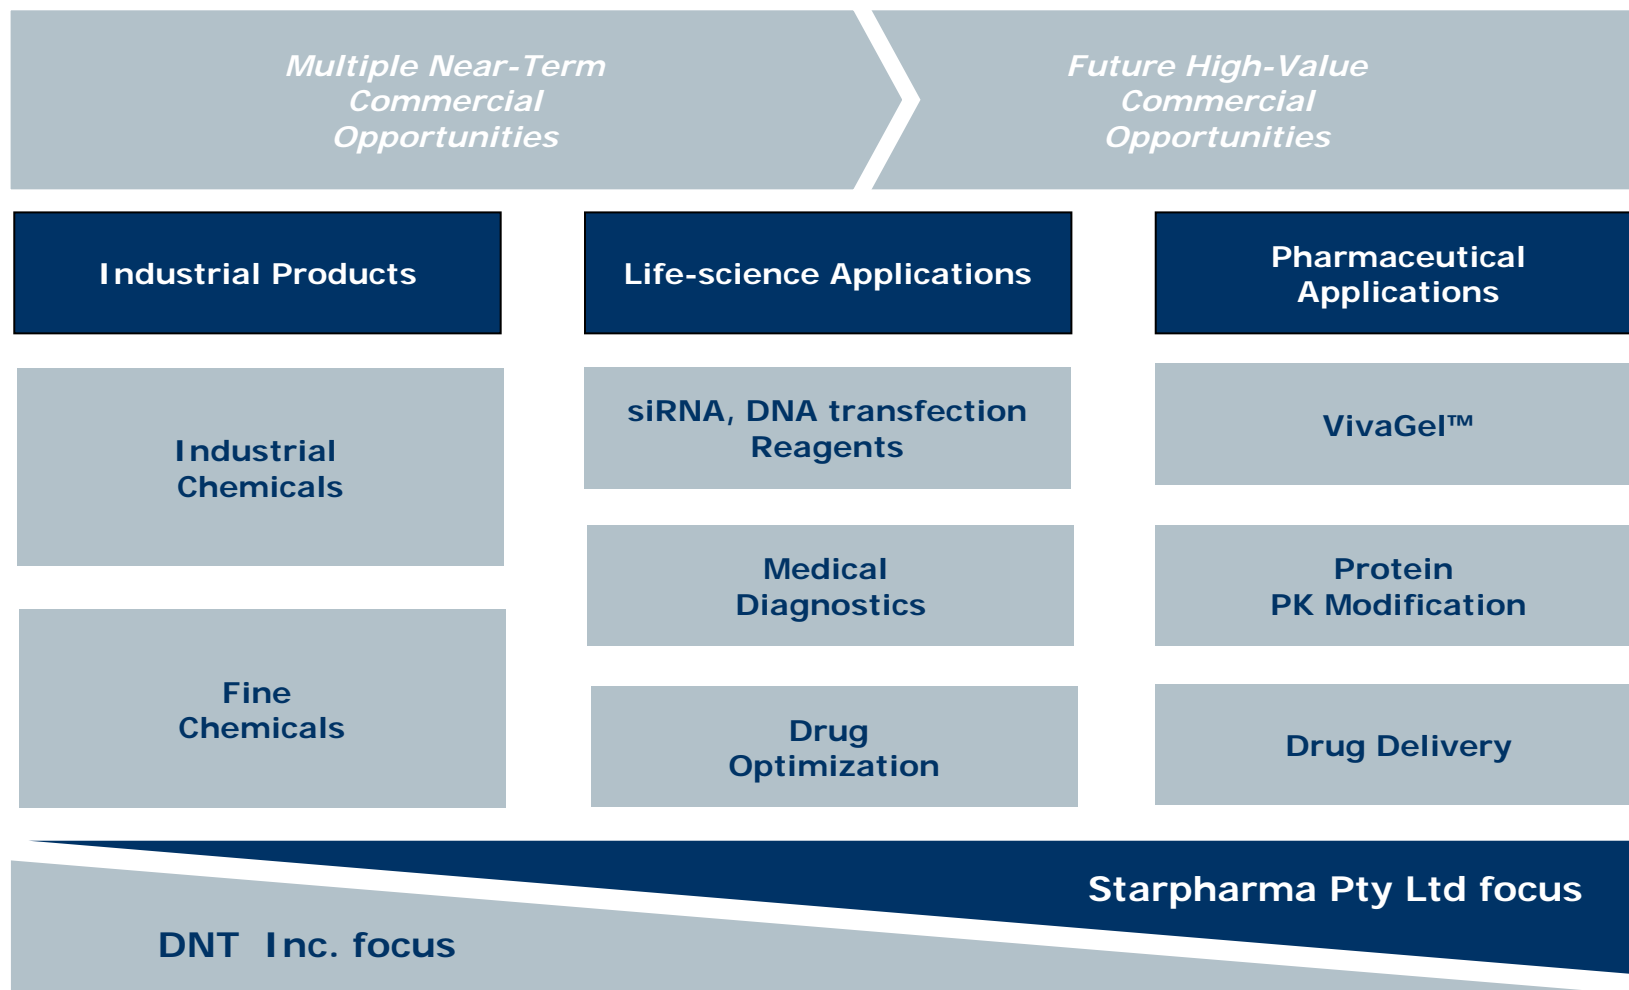 Multiple Near-Term
Commercial
Opportunities
Future High-Value
Commercial
Opportunities
Industrial Products
Life-science Applications
Pharmaceutical
Applications
Industrial
Chemicals
Fine
Chemicals
siRNA, DNA transfection
Reagents
Medical
Diagnostics
Drug
Optimization
VivaGel™
Protein
PK Modification
Drug Delivery
Starpharma Pty Ltd focus
DNT Inc. focus